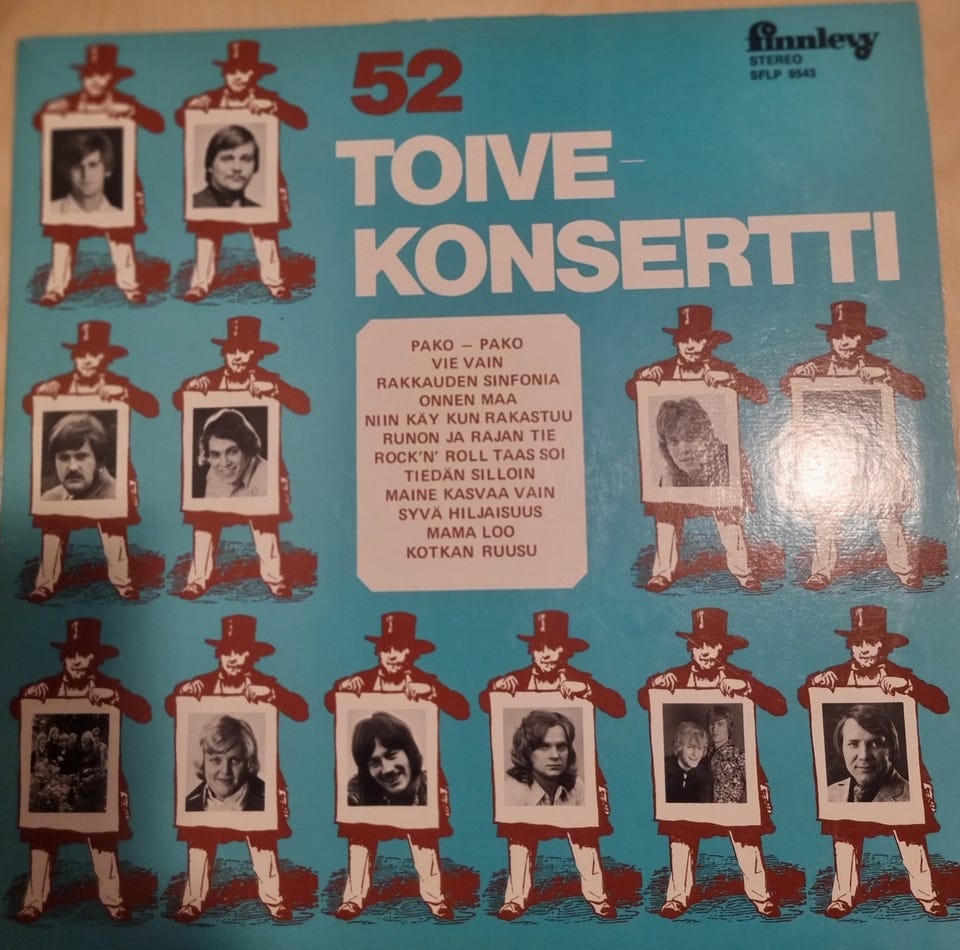 finnlevy
STEREO
SFLP 9543
52
TOIVE-
KONSERTTI
PAKO – PAKO
VIE VAIN
RAKKAUDEN SINFONIA
ONNEN MAA
NIIN KÄY KUN RAKASTUU
RUNON JA RAJAN TIE
ROCK'N' ROLL TAAS SOI
TIEDÄN SILLOIN
MAINE KASVAA VAIN
SYVÄ HILJAISUUS
MAMA LOO
KOTKAN RUUSU